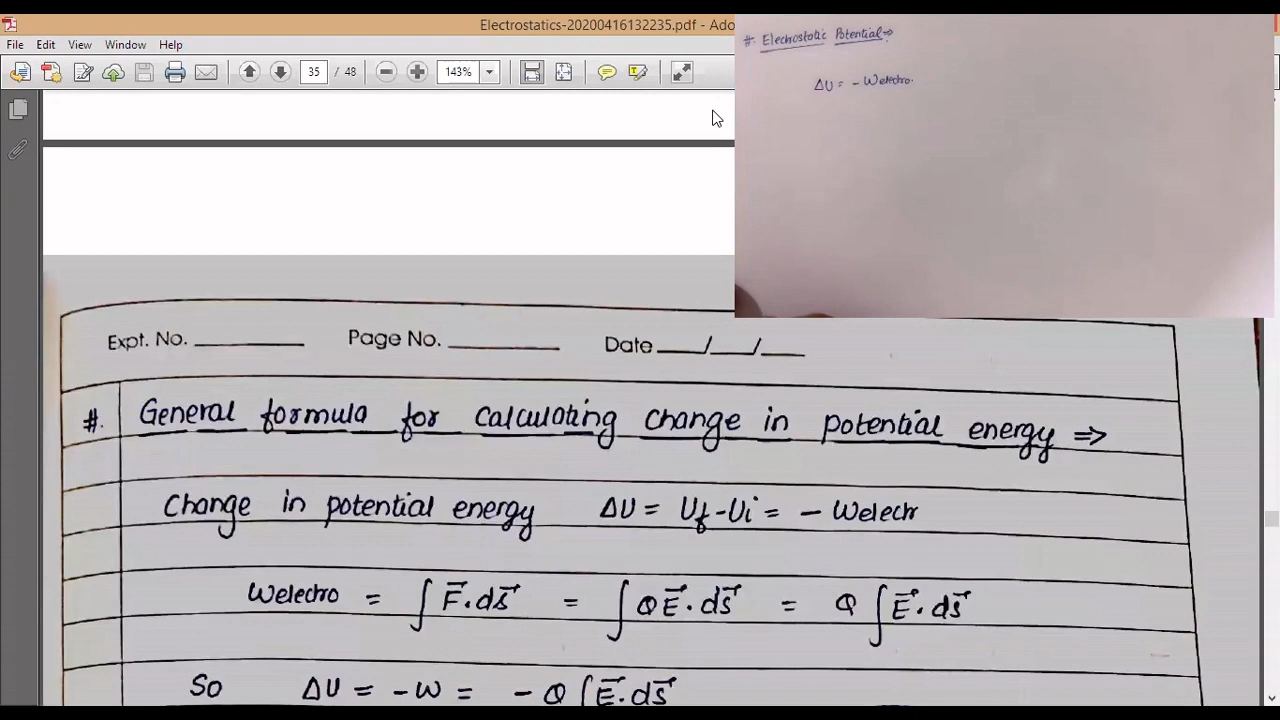 Electrostatics-20200416132235.pdf - Ado
File Edit View Window Help
35 / 48 143%
# Electrostatic Potential ⇒
ΔU = - Welectro.
Expt. No. ________ Page No. ________ Date ____/___/___
#. General formula for calculating change in potential energy ⇒
Change in potential energy ΔU = Uf - Ui = - Welectr
Welectro = ∫ F⃗. ds⃗ = ∫ Q E⃗. ds⃗ = Q ∫ E⃗. ds⃗
So ΔU = - W = - Q ∫ E⃗. ds⃗